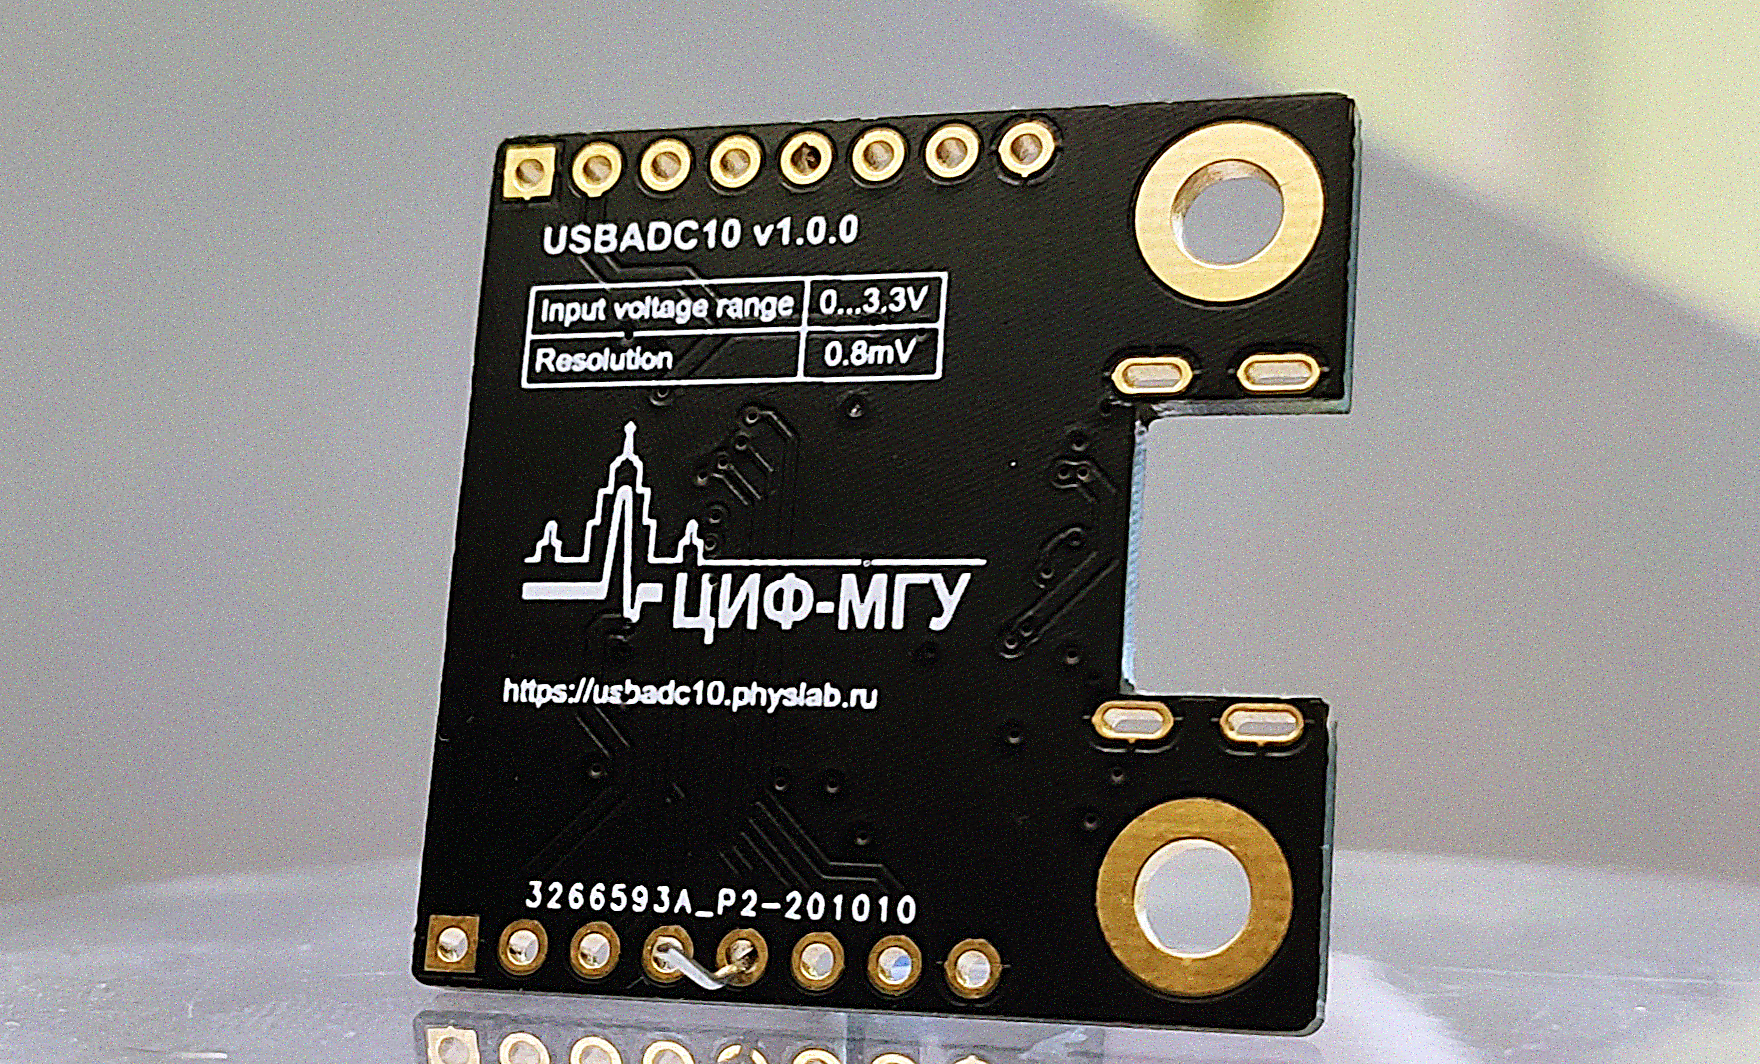 USBADC10 v1.0.0
Input voltage range 0...3.3V
Resolution 0.8mV
ЦИФ-МГУ
https://usbadc10.physlab.ru
3266593A_P2-201010